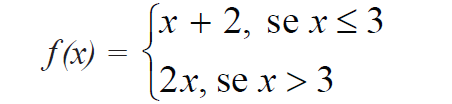 f(x) = {x + 2, se x ≤ 3
2x, se x > 3